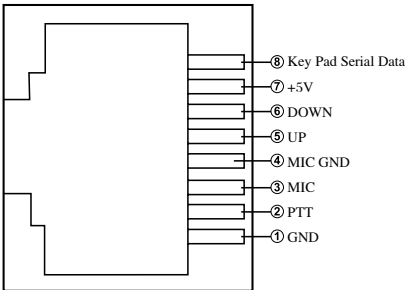 ⑧ Key Pad Serial Data
⑦ +5V
⑥ DOWN
⑤ UP
④ MIC GND
③ MIC
② PTT
① GND